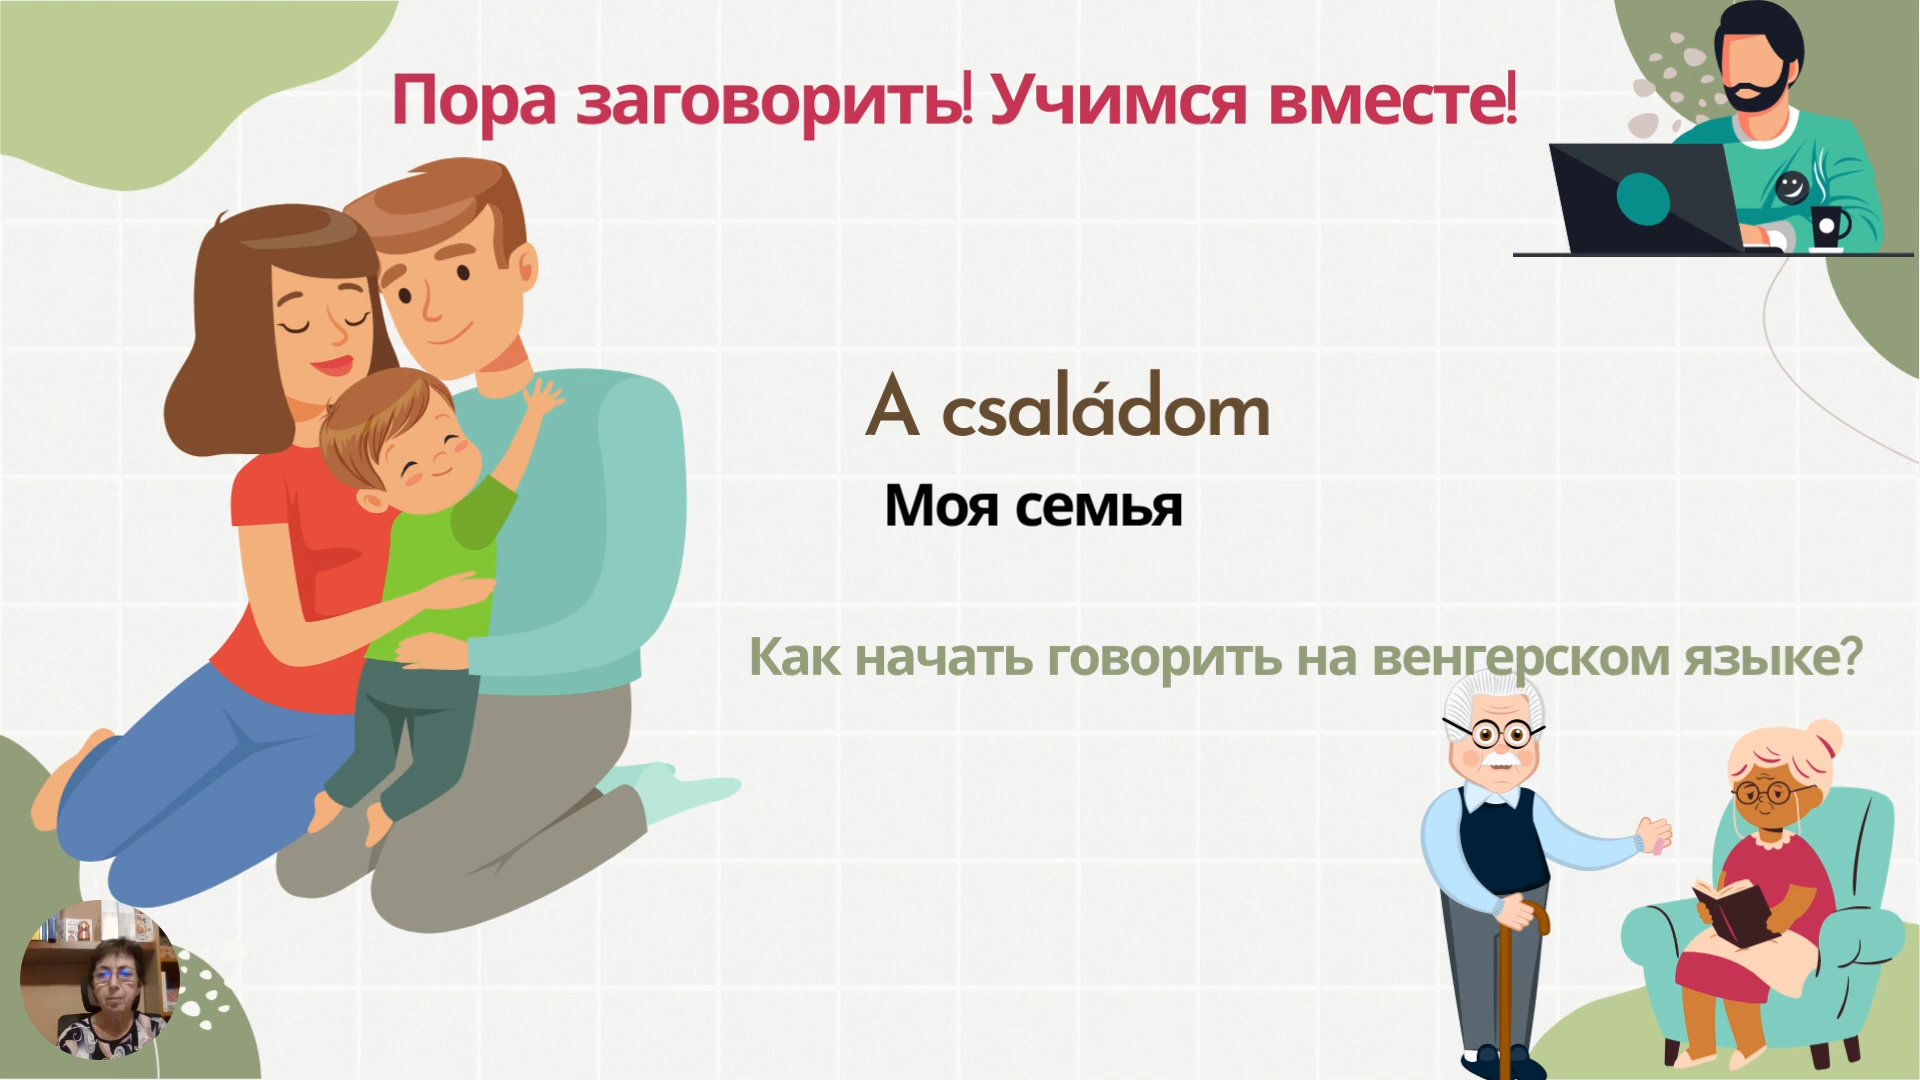 Пора заговорить! Учимся вместе!
A családom
Моя семья
Как начать говорить на венгерском языке?